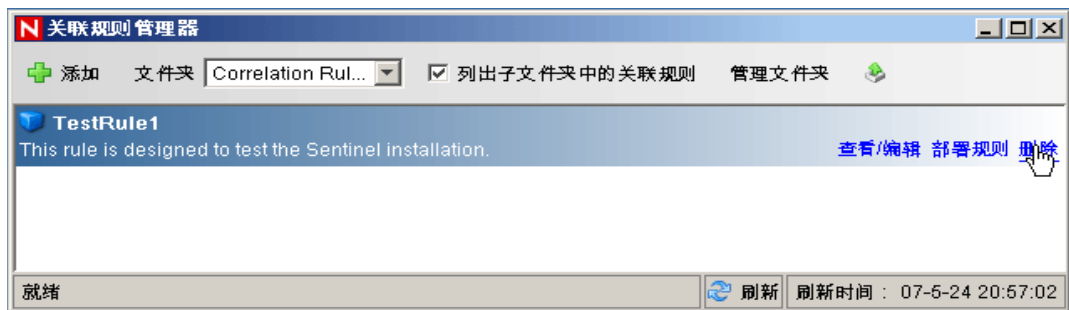 N 关联规则管理器
添加 文件夹 Correlation Rul... 列出子文件夹中的关联规则 管理文件夹
TestRule1
This rule is designed to test the Sentinel installation. 查看/编辑 部署规则 删除
就绪 刷新 刷新时间： 07-5-24 20:57:02